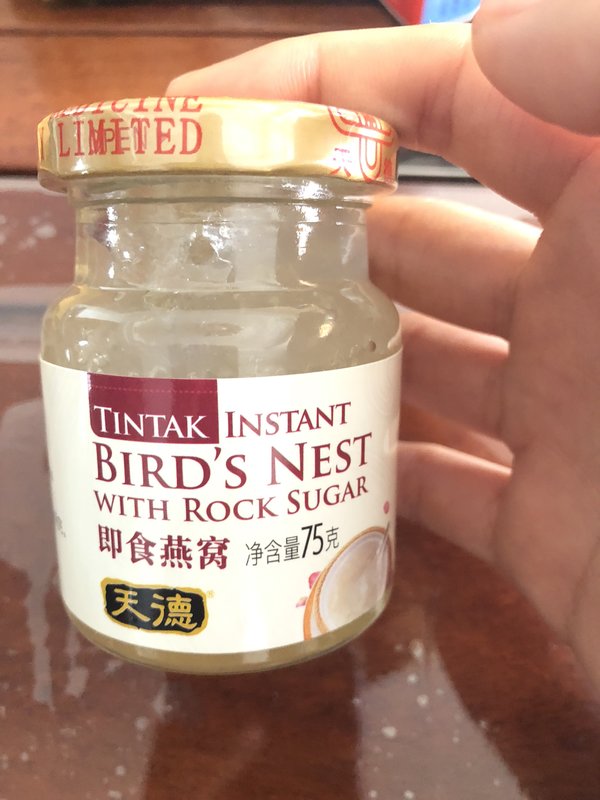 LIMITED
天
TINTAK INSTANT
BIRD'S NEST
WITH ROCK SUGAR
即食燕窝 净含量75克
天德®